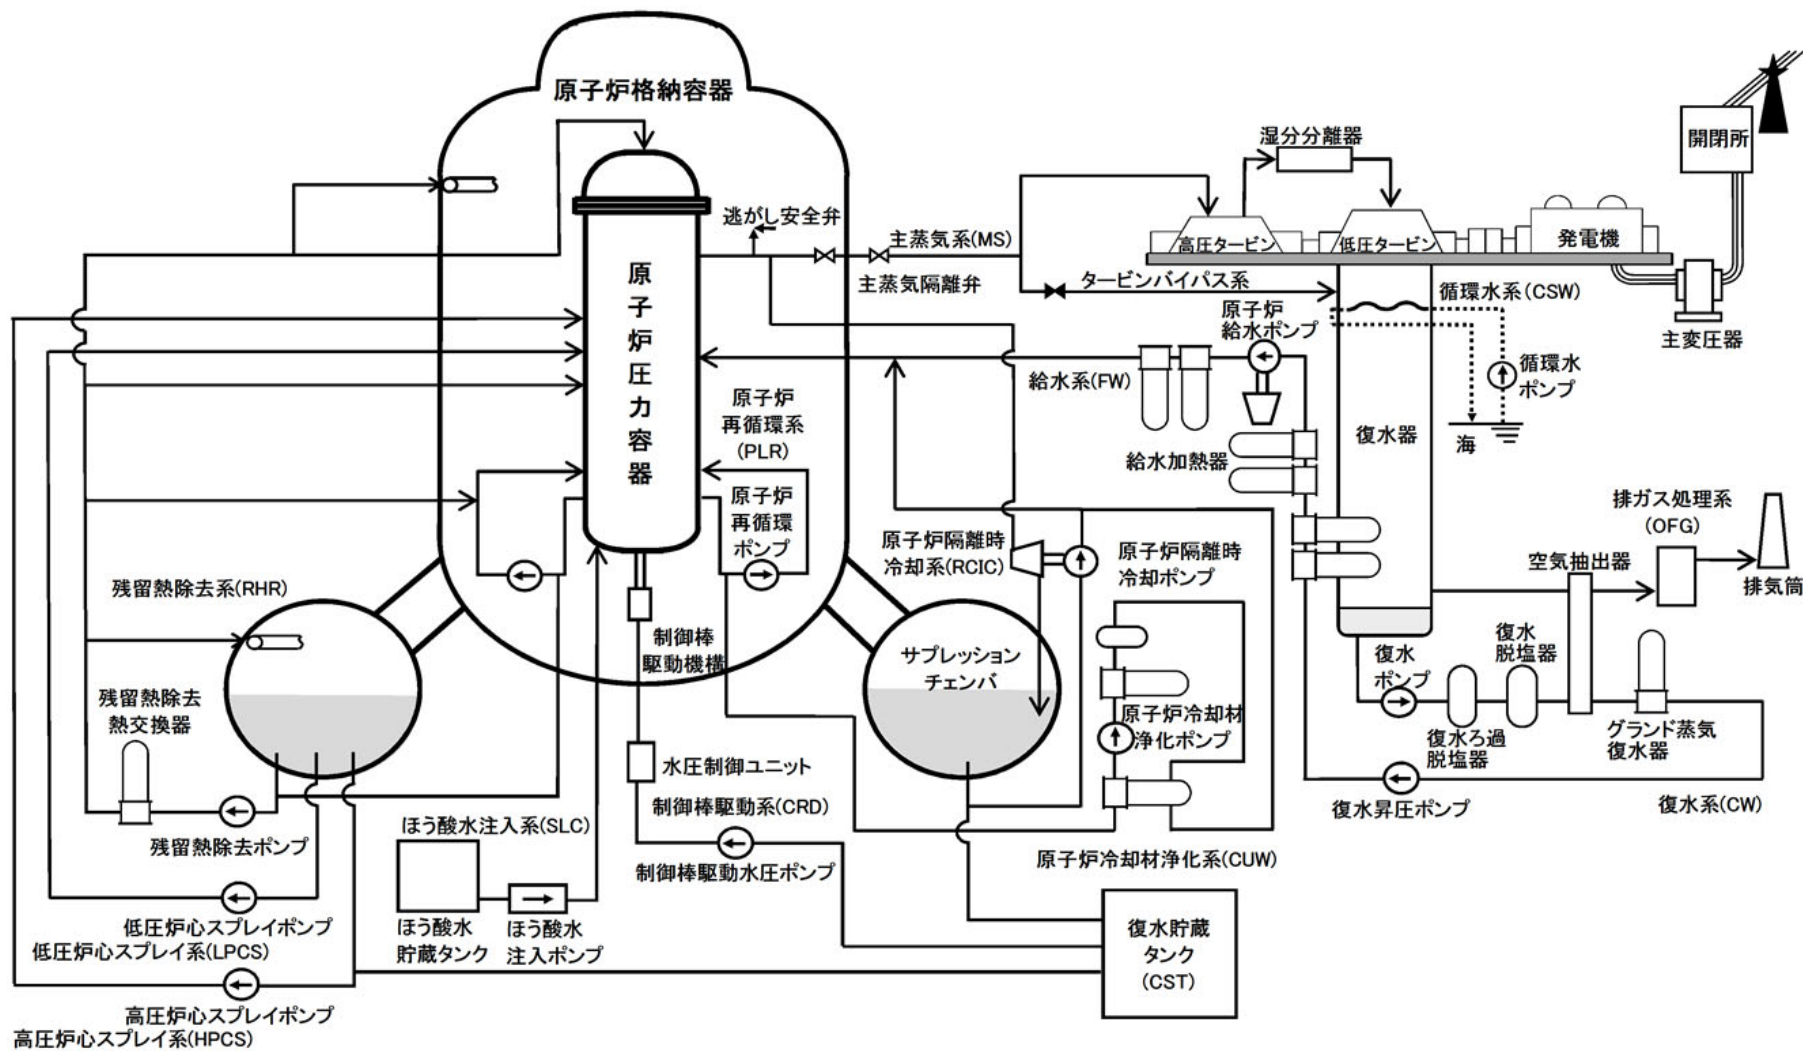 原子炉格納容器
湿分分離器
開閉所
逃がし安全弁
主蒸気系(MS)
高圧タービン
低圧タービン
発電機
主蒸気隔離弁
タービンバイパス系
循環水系(CSW)
主変圧器
原子炉圧力容器
原子炉
給水ポンプ
給水系(FW)
循環水
ポンプ
原子炉
再循環系
(PLR)
復水器
海
給水加熱器
原子炉
再循環
ポンプ
排ガス処理系
(OFG)
原子炉隔離時
冷却系(RCIC)
原子炉隔離時
冷却ポンプ
空気抽出器
排気筒
残留熱除去系(RHR)
制御棒
駆動機構
サプレッション
チェンバ
復水
ポンプ
復水
脱塩器
残留熱除去
熱交換器
原子炉冷却材
浄化ポンプ
復水ろ過
脱塩器
グランド蒸気
復水器
水圧制御ユニット
制御棒駆動系(CRD)
復水昇圧ポンプ
復水系(CW)
ほう酸水注入系(SLC)
残留熱除去ポンプ
制御棒駆動水圧ポンプ
原子炉冷却材浄化系(CUW)
低圧炉心スプレイポンプ
低圧炉心スプレイ系(LPCS)
ほう酸水
貯蔵タンク
ほう酸水
注入ポンプ
復水貯蔵
タンク
(CST)
高圧炉心スプレイポンプ
高圧炉心スプレイ系(HPCS)